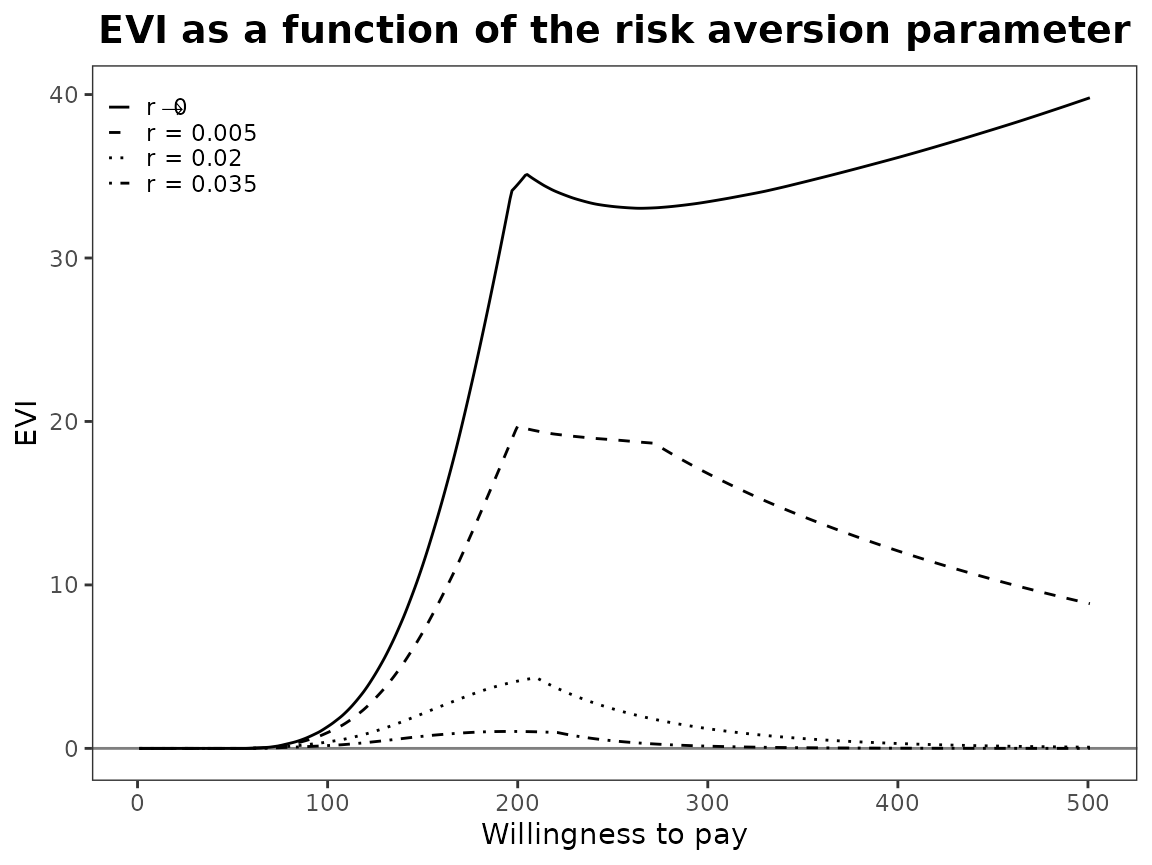 EVI as a function of the risk aversion parameter
40
30
20
10
0
EVI
r → 0
r = 0.005
r = 0.02
r = 0.035
0 100 200 300 400 500
Willingness to pay